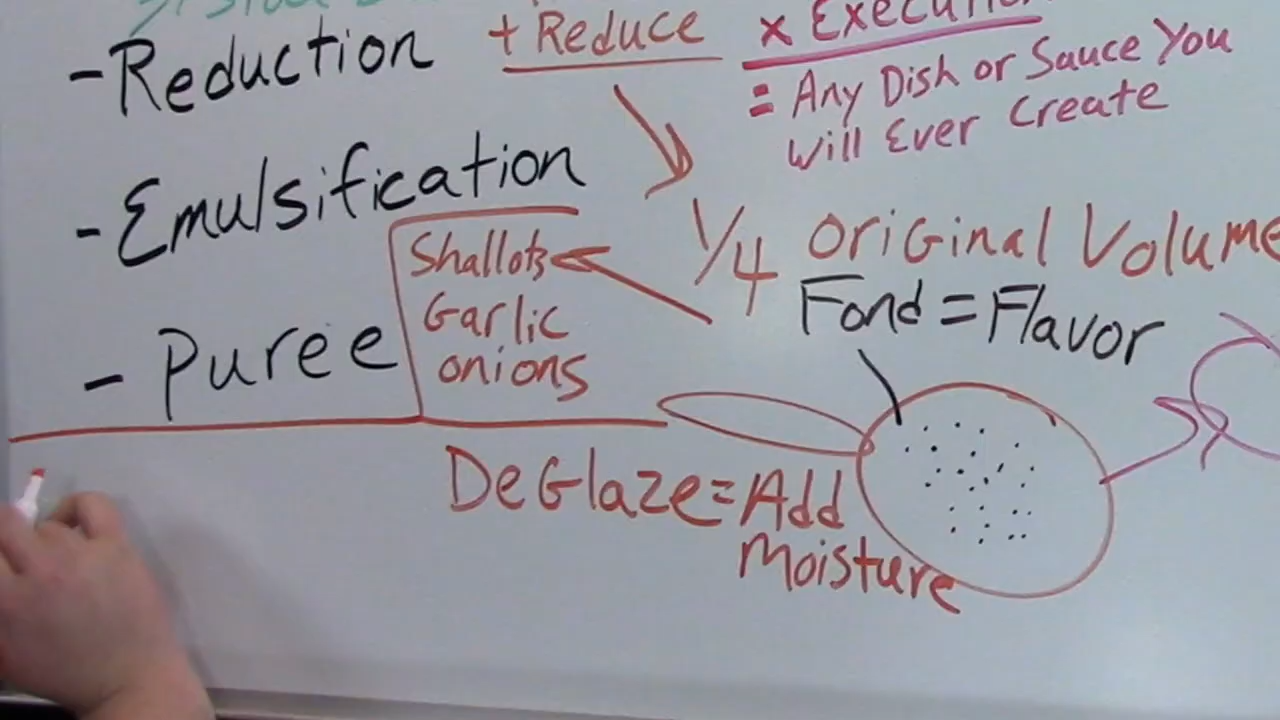 - Reduction
+ Reduce
x Execution
= Any Dish or Sauce You
Will Ever Create
- Emulsification
1/4 Original Volume
Shallots
Garlic
onions
Fond = Flavor
- Puree
DeGlaze = Add
Moisture